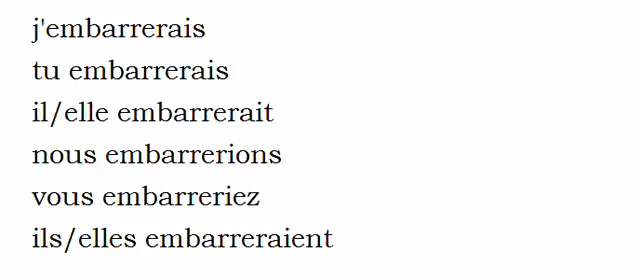 j'embarrerais
tu embarrerais
il/elle embarrerait
nous embarrerions
vous embarreriez
ils/elles embarreraient